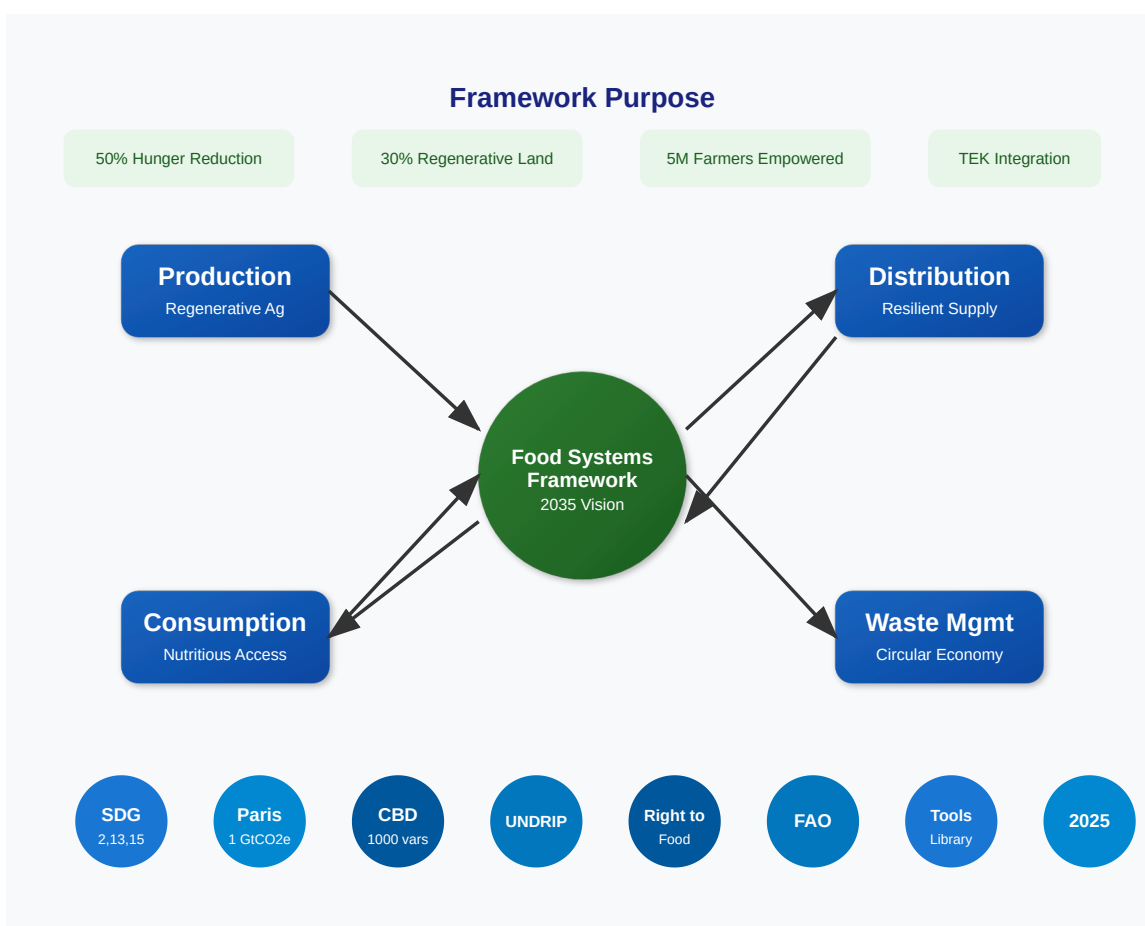 Framework Purpose
50% Hunger Reduction
30% Regenerative Land
5M Farmers Empowered
TEK Integration
Production
Regenerative Ag
Distribution
Resilient Supply
Food Systems
Framework
2035 Vision
Consumption
Nutritious Access
Waste Mgmt
Circular Economy
SDG
2,13,15
Paris
1 GtCO2e
CBD
1000 vars
UNDRIP
Right to
Food
FAO
Tools
Library
2025